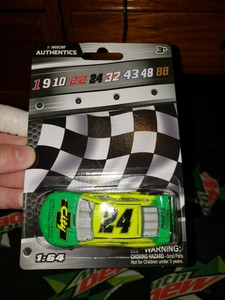 NASCAR
AUTHENTICS
1 9 10 22 24 32 43 48 88
24
1:64
WARNING:
CHOKING HAZARD - Small Parts.
Not for Children under 3 years.